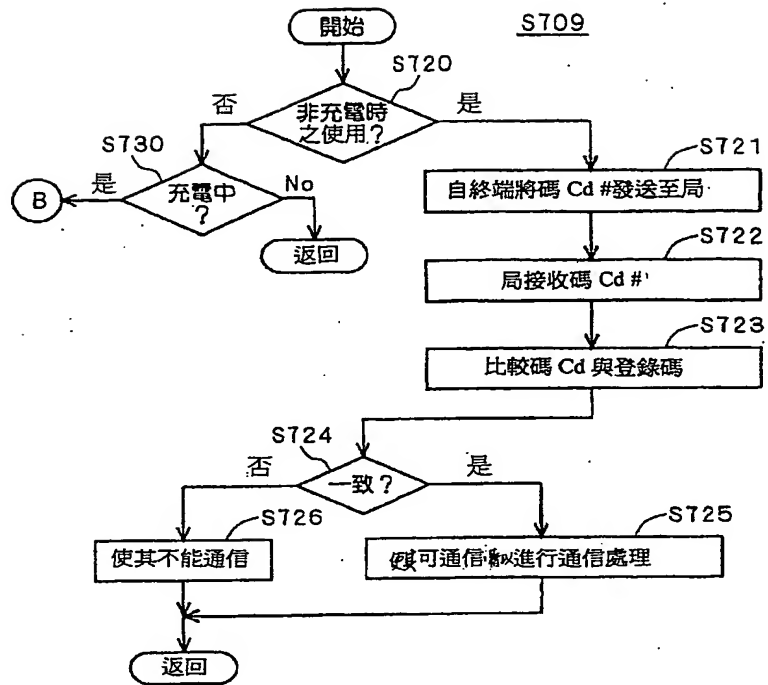 S709
開始
S720
非充電時
之使用?
否
是
S730
充電中
?
是
No
B
返回
S721
自終端將碼 Cd #發送至局
S722
局接收碼 Cd #'
S723
比較碼 Cd 與登錄碼
S724
一致?
否
是
S726
使其不能通信
S725
可通信
進行通信處理
返回